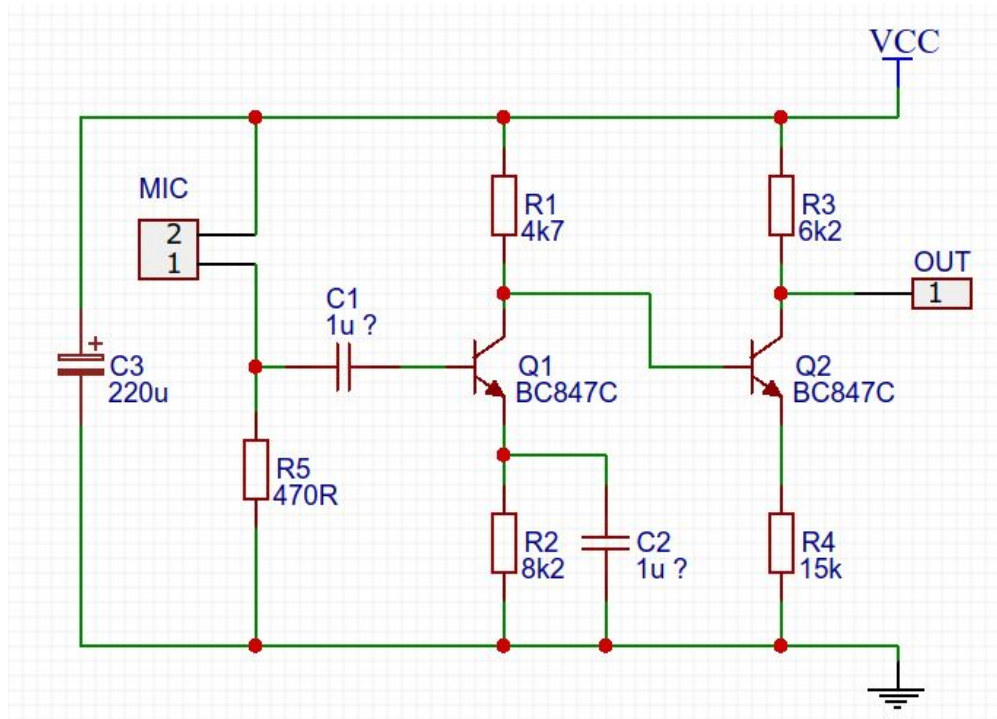 VCC
MIC
2
1
R1
4k7
R3
6k2
OUT
1
C1
1u ?
+
C3
220u
Q1
BC847C
Q2
BC847C
R5
470R
R2
8k2
C2
1u ?
R4
15k